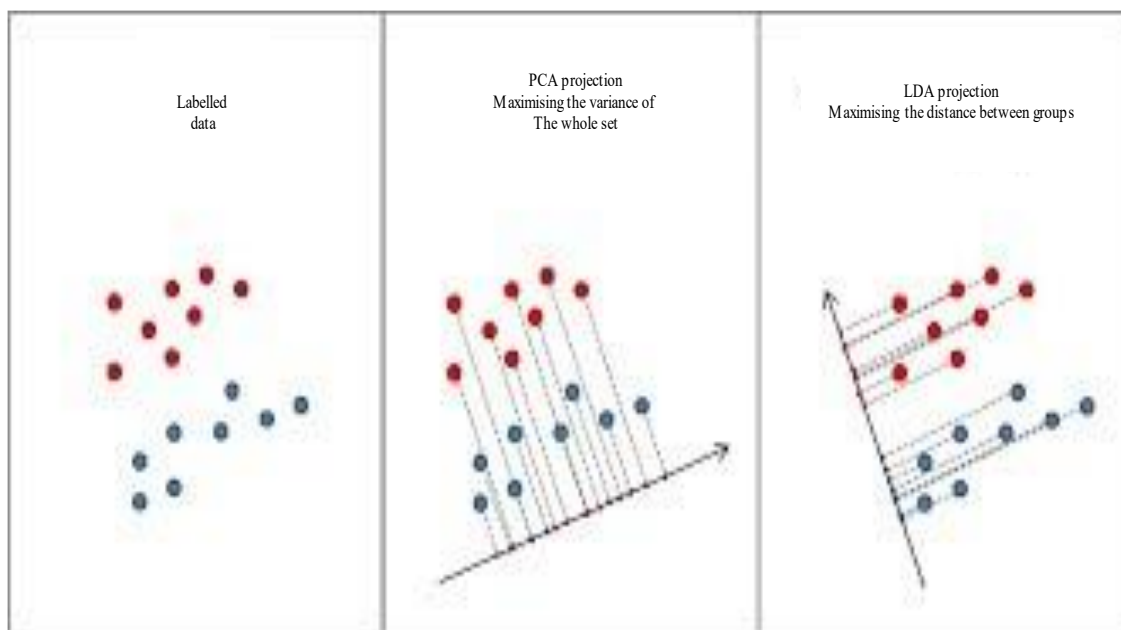 Labelled
data
PCA projection
Maximising the variance of
The whole set
LDA projection
Maximising the distance between groups